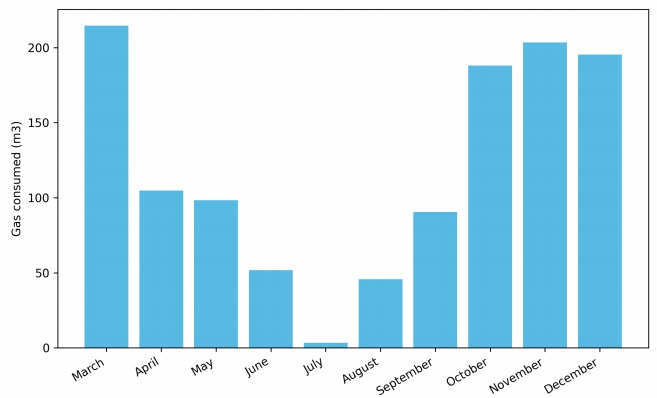 200
150
100
50
0
Gas consumed (m3)
March
April
May
June
July
August
September
October
November
December